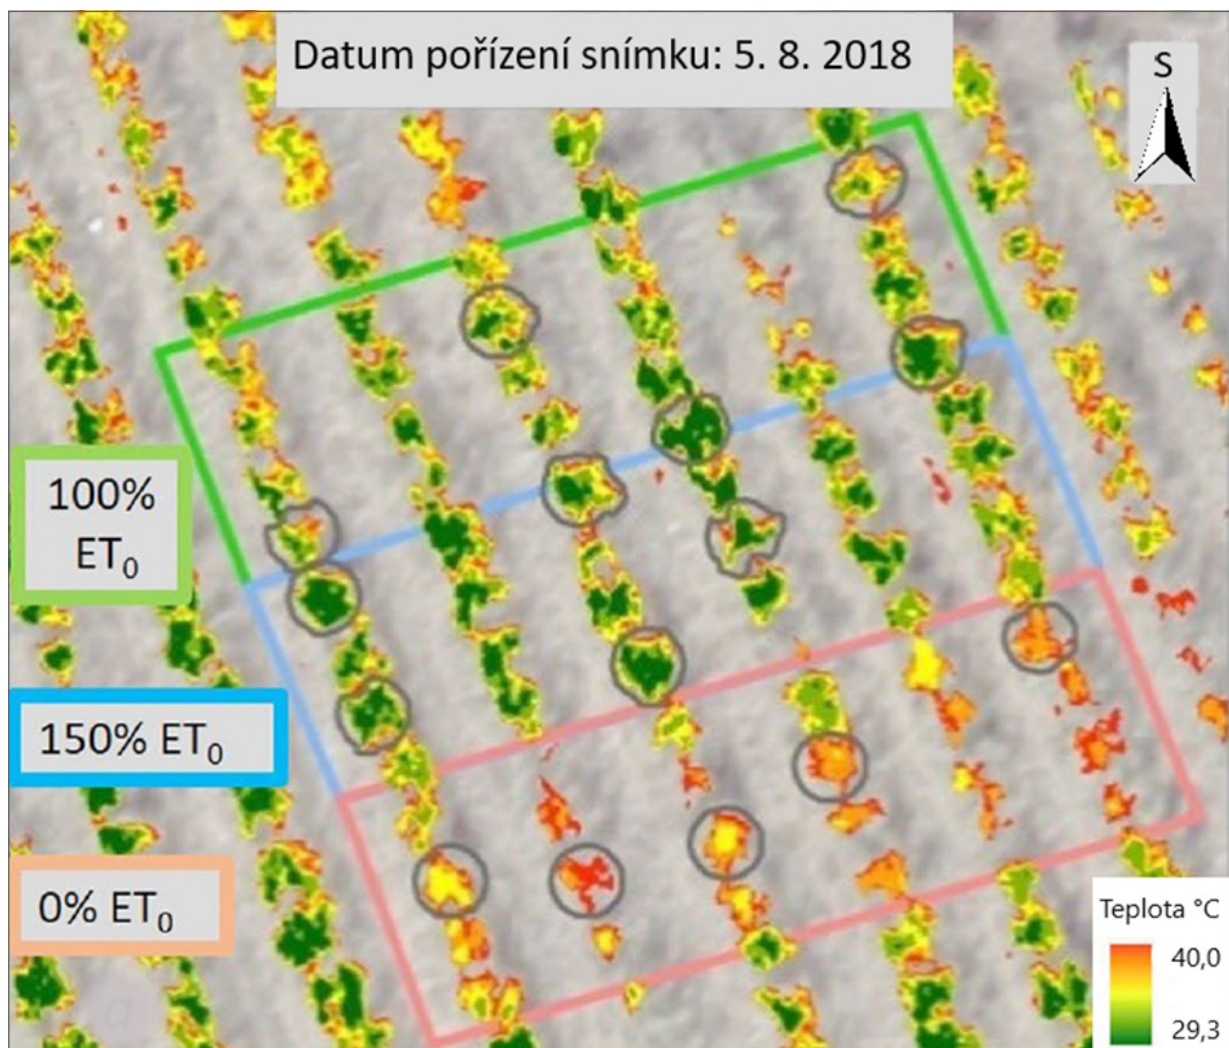 Datum pořízení snímku: 5. 8. 2018
S
100%
ET₀
150% ET₀
0% ET₀
Teplota °C
40,0
29,3